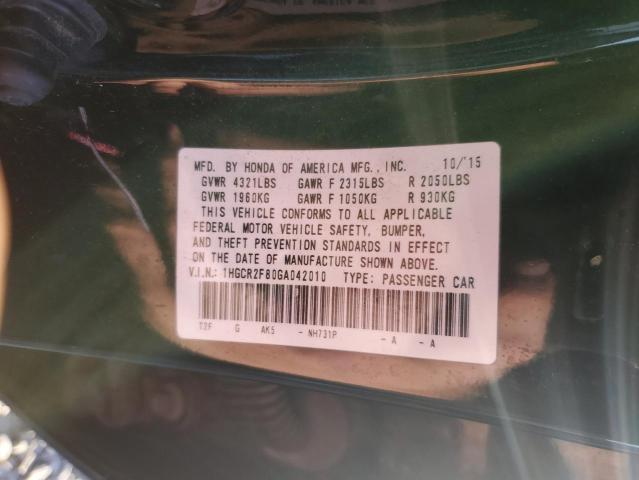 MFD. BY HONDA OF AMERICA MFG., INC. 10/'15
GVWR 4321LBS GAWR F 2315LBS R 2050LBS
GVWR 1960KG GAWR F 1050KG R 930KG
THIS VEHICLE CONFORMS TO ALL APPLICABLE
FEDERAL MOTOR VEHICLE SAFETY, BUMPER,
AND THEFT PREVENTION STANDARDS IN EFFECT
ON THE DATE OF MANUFACTURE SHOWN ABOVE.
V.I.N.: 1HGCR2F80GA042010 TYPE: PASSENGER CAR
T2F G AK5 - NH731P - A - A